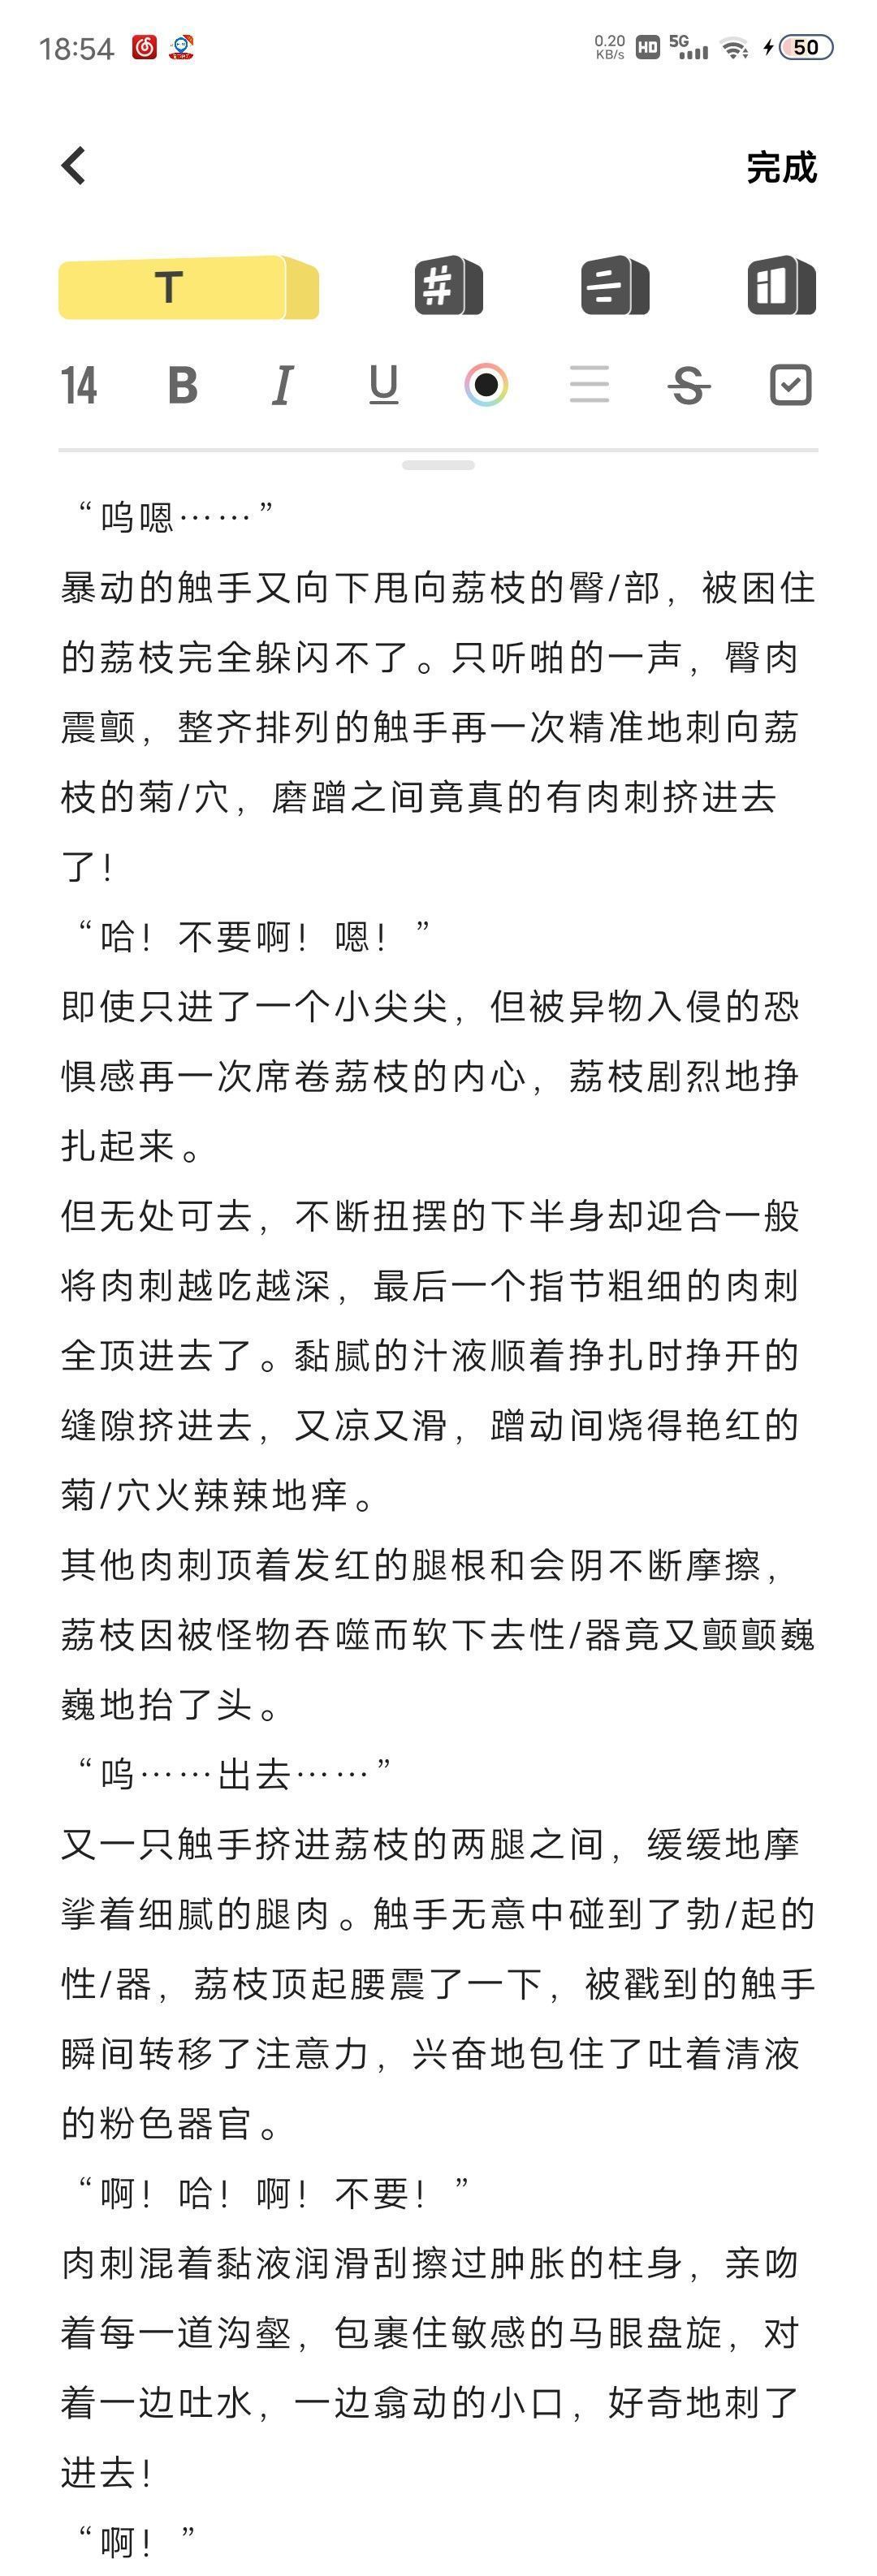 18:54
0.20
KB/s
HD
5G
50
完成
T
#
14 B I U S
“呜嗯……”
暴动的触手又向下甩向荔枝的臀/部，被困住
的荔枝完全躲闪不了。只听啪的一声，臀肉
震颤，整齐排列的触手再一次精准地刺向荔
枝的菊/穴，磨蹭之间竟真的有肉刺挤进去
了！
“哈！不要啊！嗯！”
即使只进了一个小尖尖，但被异物入侵的恐
惧感再一次席卷荔枝的内心，荔枝剧烈地挣
扎起来。
但无处可去，不断扭摆的下半身却迎合一般
将肉刺越吃越深，最后一个指节粗细的肉刺
全顶进去了。黏腻的汁液顺着挣扎时挣开的
缝隙挤进去，又凉又滑，蹭动间烧得艳红的
菊/穴火辣辣地痒。
其他肉刺顶着发红的腿根和会阴不断摩擦，
荔枝因被怪物吞噬而软下去性/器竟又颤颤巍
巍地抬了头。
“呜……出去……”
又一只触手挤进荔枝的两腿之间，缓缓地摩
挲着细腻的腿肉。触手无意中碰到了勃/起的
性/器，荔枝顶起腰震了一下，被戳到的触手
瞬间转移了注意力，兴奋地包住了吐着清液
的粉色器官。
“啊！哈！啊！不要！”
肉刺混着黏液润滑刮擦过肿胀的柱身，亲吻
着每一道沟壑，包裹住敏感的马眼盘旋，对
着一边吐水，一边翕动的小口，好奇地刺了
进去！
“啊！”